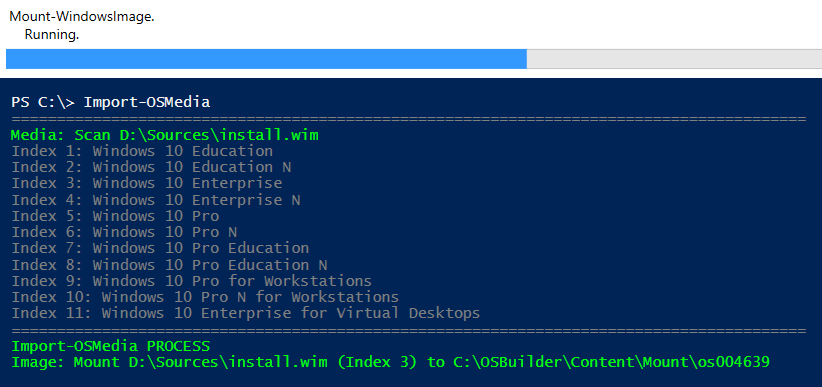 Mount-WindowsImage.
Running.
PS C:\> Import-OSMedia
========================================================================================
Media: Scan D:\Sources\install.wim
Index 1: Windows 10 Education
Index 2: Windows 10 Education N
Index 3: Windows 10 Enterprise
Index 4: Windows 10 Enterprise N
Index 5: Windows 10 Pro
Index 6: Windows 10 Pro N
Index 7: Windows 10 Pro Education
Index 8: Windows 10 Pro Education N
Index 9: Windows 10 Pro for Workstations
Index 10: Windows 10 Pro N for Workstations
Index 11: Windows 10 Enterprise for Virtual Desktops
========================================================================================
Import-OSMedia PROCESS
Image: Mount D:\Sources\install.wim (Index 3) to C:\OSBuilder\Content\Mount\os004639